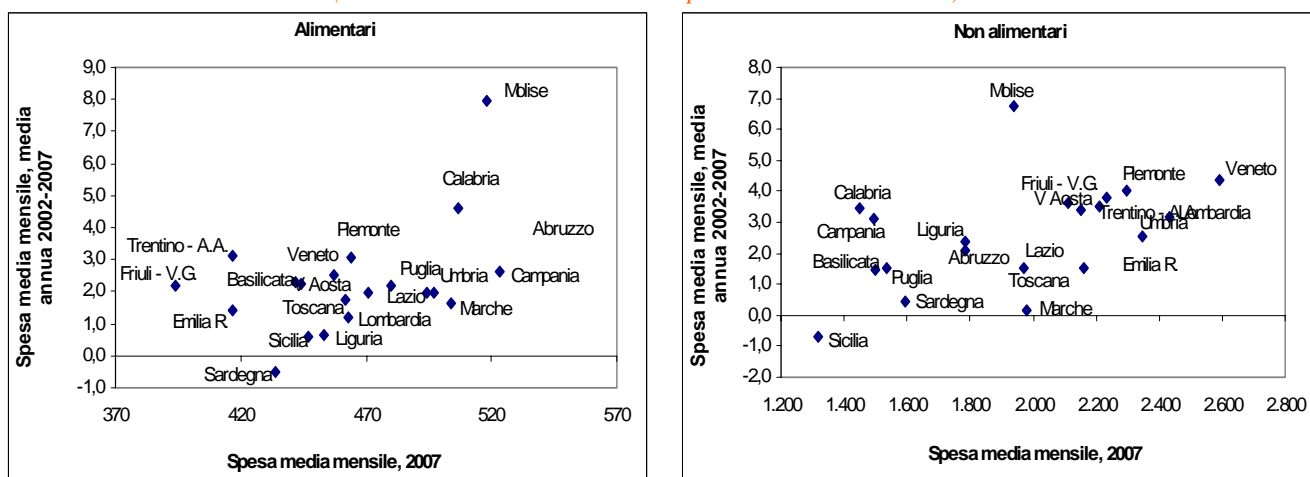 Alimentari
Spesa media mensile, media
annua 2002-2007
9,0
8,0
7,0
6,0
5,0
4,0
3,0
2,0
1,0
0,0
-1,0
Molise
Calabria
Abruzzo
Piemonte
Trentino - A.A.
Veneto
Friuli - V.G.
Basilicata
V Aosta
Puglia
Umbria
Campania
Toscana
Lazio
Marche
Emilia R.
Lombardia
Sicilia
Liguria
Sardegna
370
420
470
520
570
Spesa media mensile, 2007
Non alimentari
Spesa media mensile, media
annua 2002-2007
8,0
7,0
6,0
5,0
4,0
3,0
2,0
1,0
0,0
-1,0
-2,0
Molise
Piemonte
Veneto
Friuli - V.G.
Calabria
V Aosta
Trentino - A.A.
Lombardia
Campania
Liguria
Umbria
Basilicata
Abruzzo
Lazio
Emilia R.
Puglia
Toscana
Sardegna
Marche
Sicilia
1.200
1.400
1.600
1.800
2.000
2.200
2.400
2.600
2.800
Spesa media mensile, 2007